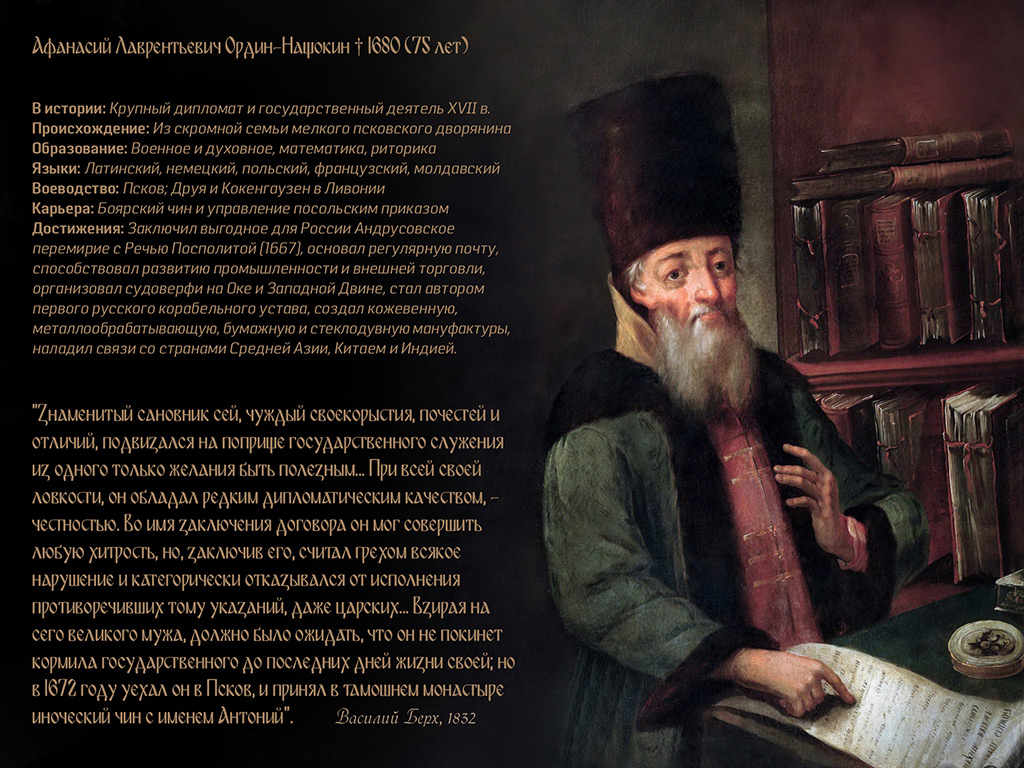 Афанасий Лаврентьевич Ордин-Нащокин † 1680 (75 лет)
В истории: Крупный дипломат и государственный деятель XVII в.
Происхождение: Из скромной семьи мелкого псковского дворянина
Образование: Военное и духовное, математика, риторика
Языки: Латинский, немецкий, польский, французский, молдавский
Воеводство: Псков; Друя и Кокенгаузен в Ливонии
Карьера: Боярский чин и управление посольским приказом
Достижения: Заключил выгодное для России Андрусовское
перемирие с Речью Посполитой (1667), основал регулярную почту,
способствовал развитию промышленности и внешней торговли,
организовал судоверфи на Оке и Западной Двине, стал автором
первого русского корабельного устава, создал кожевенную,
металлообрабатывающую, бумажную и стеклодувную мануфактуры,
наладил связи со странами Средней Азии, Китаем и Индией.
"Знаменитый сановник сей, чуждый своекорыстия, почестей и
отличий, подвизался на поприще государственного служения
из одного только желания быть полезным... При всей своей
ловкости, он обладал редким дипломатическим качеством, -
честностью. Во имя заключения договора он мог совершить
любую хитрость, но, заключив его, считал грехом всякое
нарушение и категорически отказывался от исполнения
противоречивших тому указаний, даже царских... Взирая на
сего великого мужа, должно было ожидать, что он не покинет
кормила государственного до последних дней жизни своей; но
в 1672 году уехал он в Псков, и принял в тамошнем монастыре
иноческий чин с именем Антоний". Василий Берх, 1832